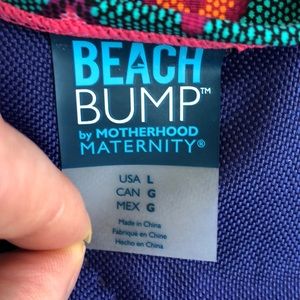 BEACH
BUMP™
by MOTHERHOOD
MATERNITY®
USA L
CAN G
MEX G
Made in China
Fabriqué en Chine
Hecho en China